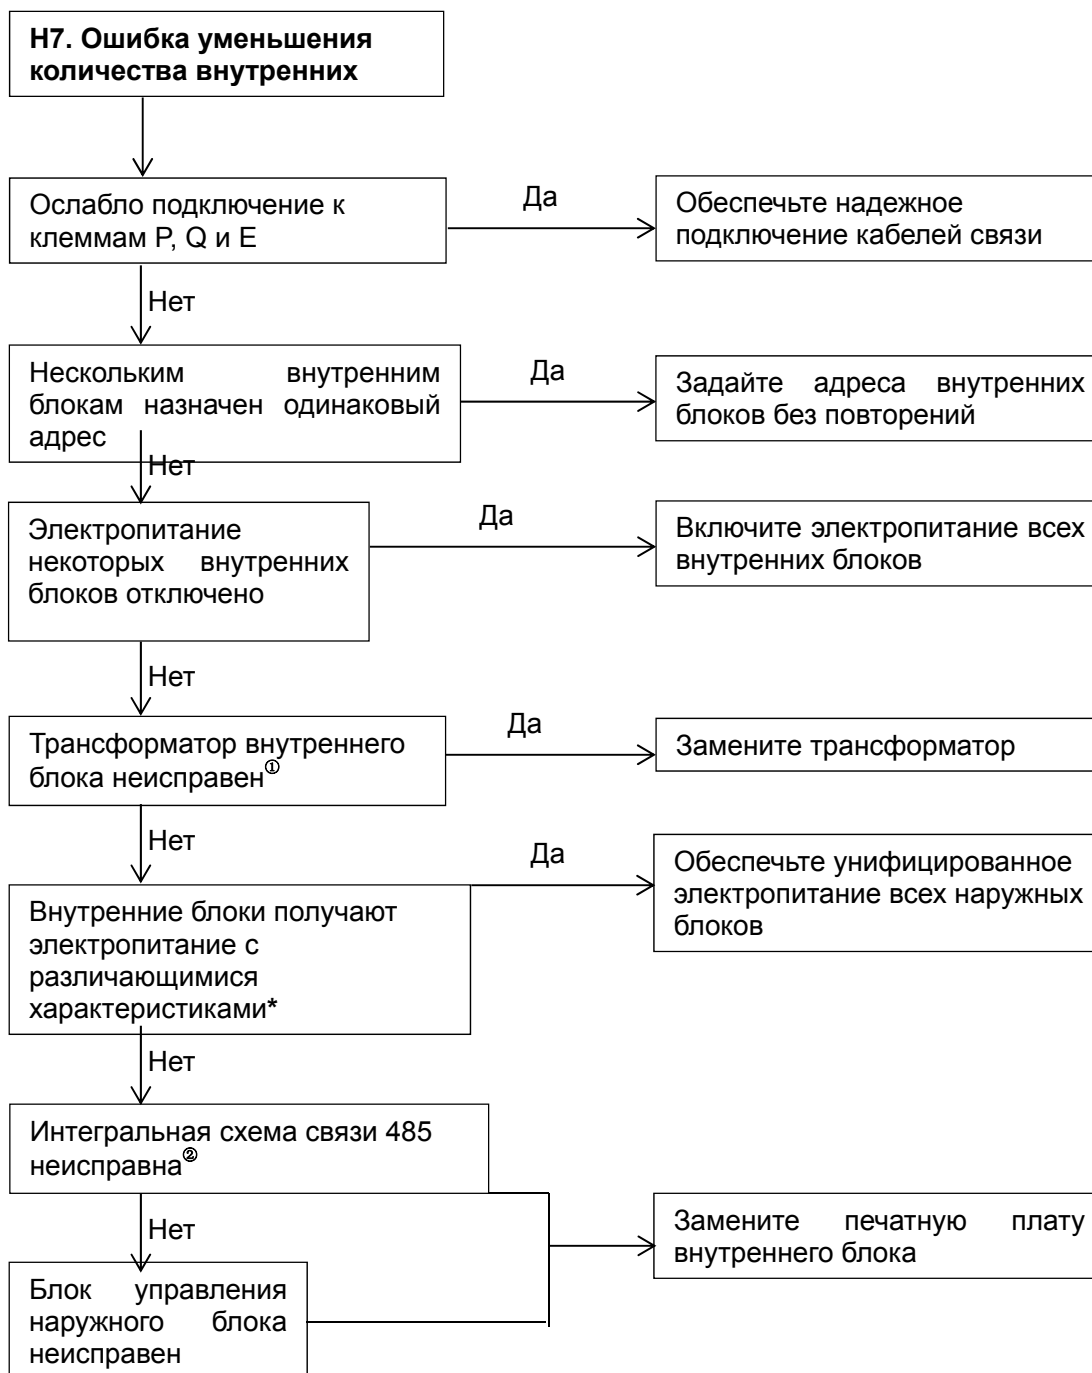 Н7. Ошибка уменьшения
количества внутренних
Ослабло подключение к
клеммам P, Q и E
Да
Обеспечьте надежное
подключение кабелей связи
Нет
Нескольким внутренним
блокам назначен одинаковый
адрес
Да
Задайте адреса внутренних
блоков без повторений
Нет
Электропитание
некоторых внутренних
блоков отключено
Да
Включите электропитание всех
внутренних блоков
Нет
Трансформатор внутреннего
блока неисправен①
Да
Замените трансформатор
Нет
Внутренние блоки получают
электропитание с
различающимися
характеристиками*
Да
Обеспечьте унифицированное
электропитание всех наружных
блоков
Нет
Интегральная схема связи 485
неисправна②
Нет
Замените печатную плату
внутреннего блока
Блок управления
наружного блока
неисправен